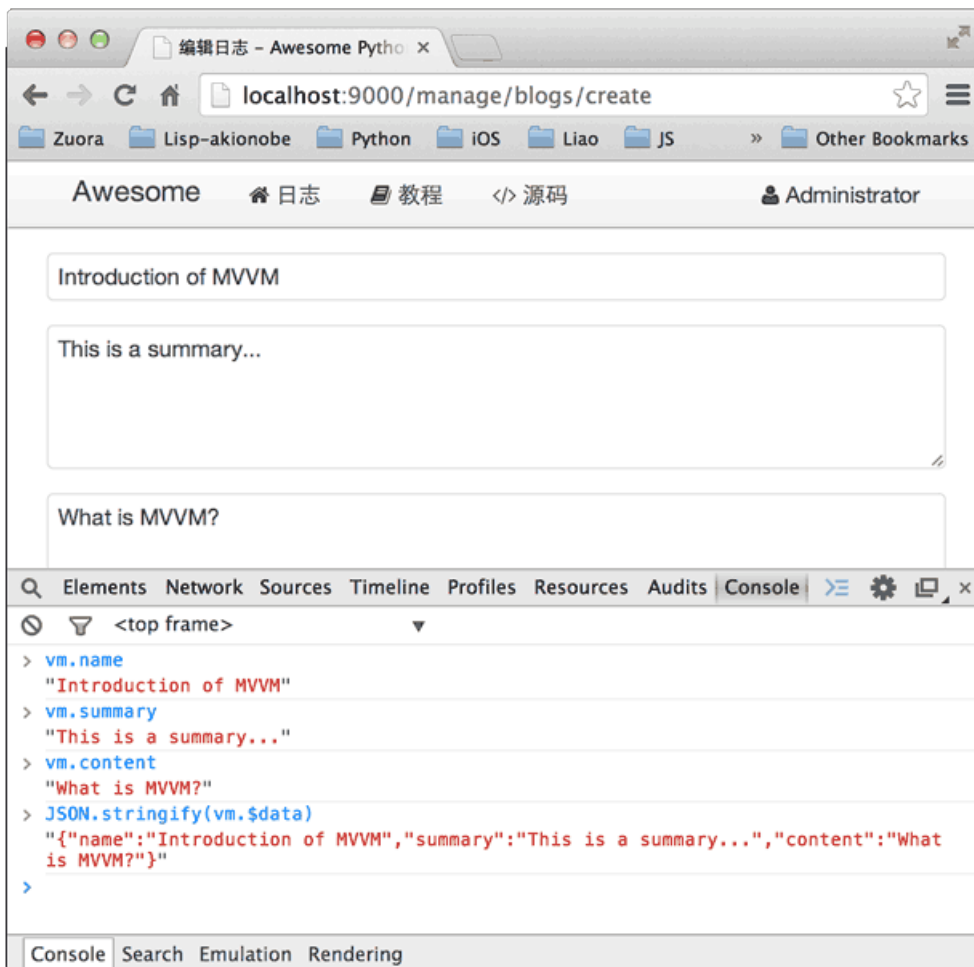 编辑日志 - Awesome Pytho
localhost:9000/manage/blogs/create
Zuora Lisp-akionobe Python iOS Liao JS » Other Bookmarks
Awesome 日志 教程 </> 源码 Administrator
Introduction of MVVM
This is a summary...
What is MVVM?
Elements Network Sources Timeline Profiles Resources Audits Console
<top frame>
> vm.name
"Introduction of MVVM"
> vm.summary
"This is a summary..."
> vm.content
"What is MVVM?"
> JSON.stringify(vm.$data)
"{"name":"Introduction of MVVM","summary":"This is a summary...","content":"What
is MVVM?"}"
>
Console Search Emulation Rendering